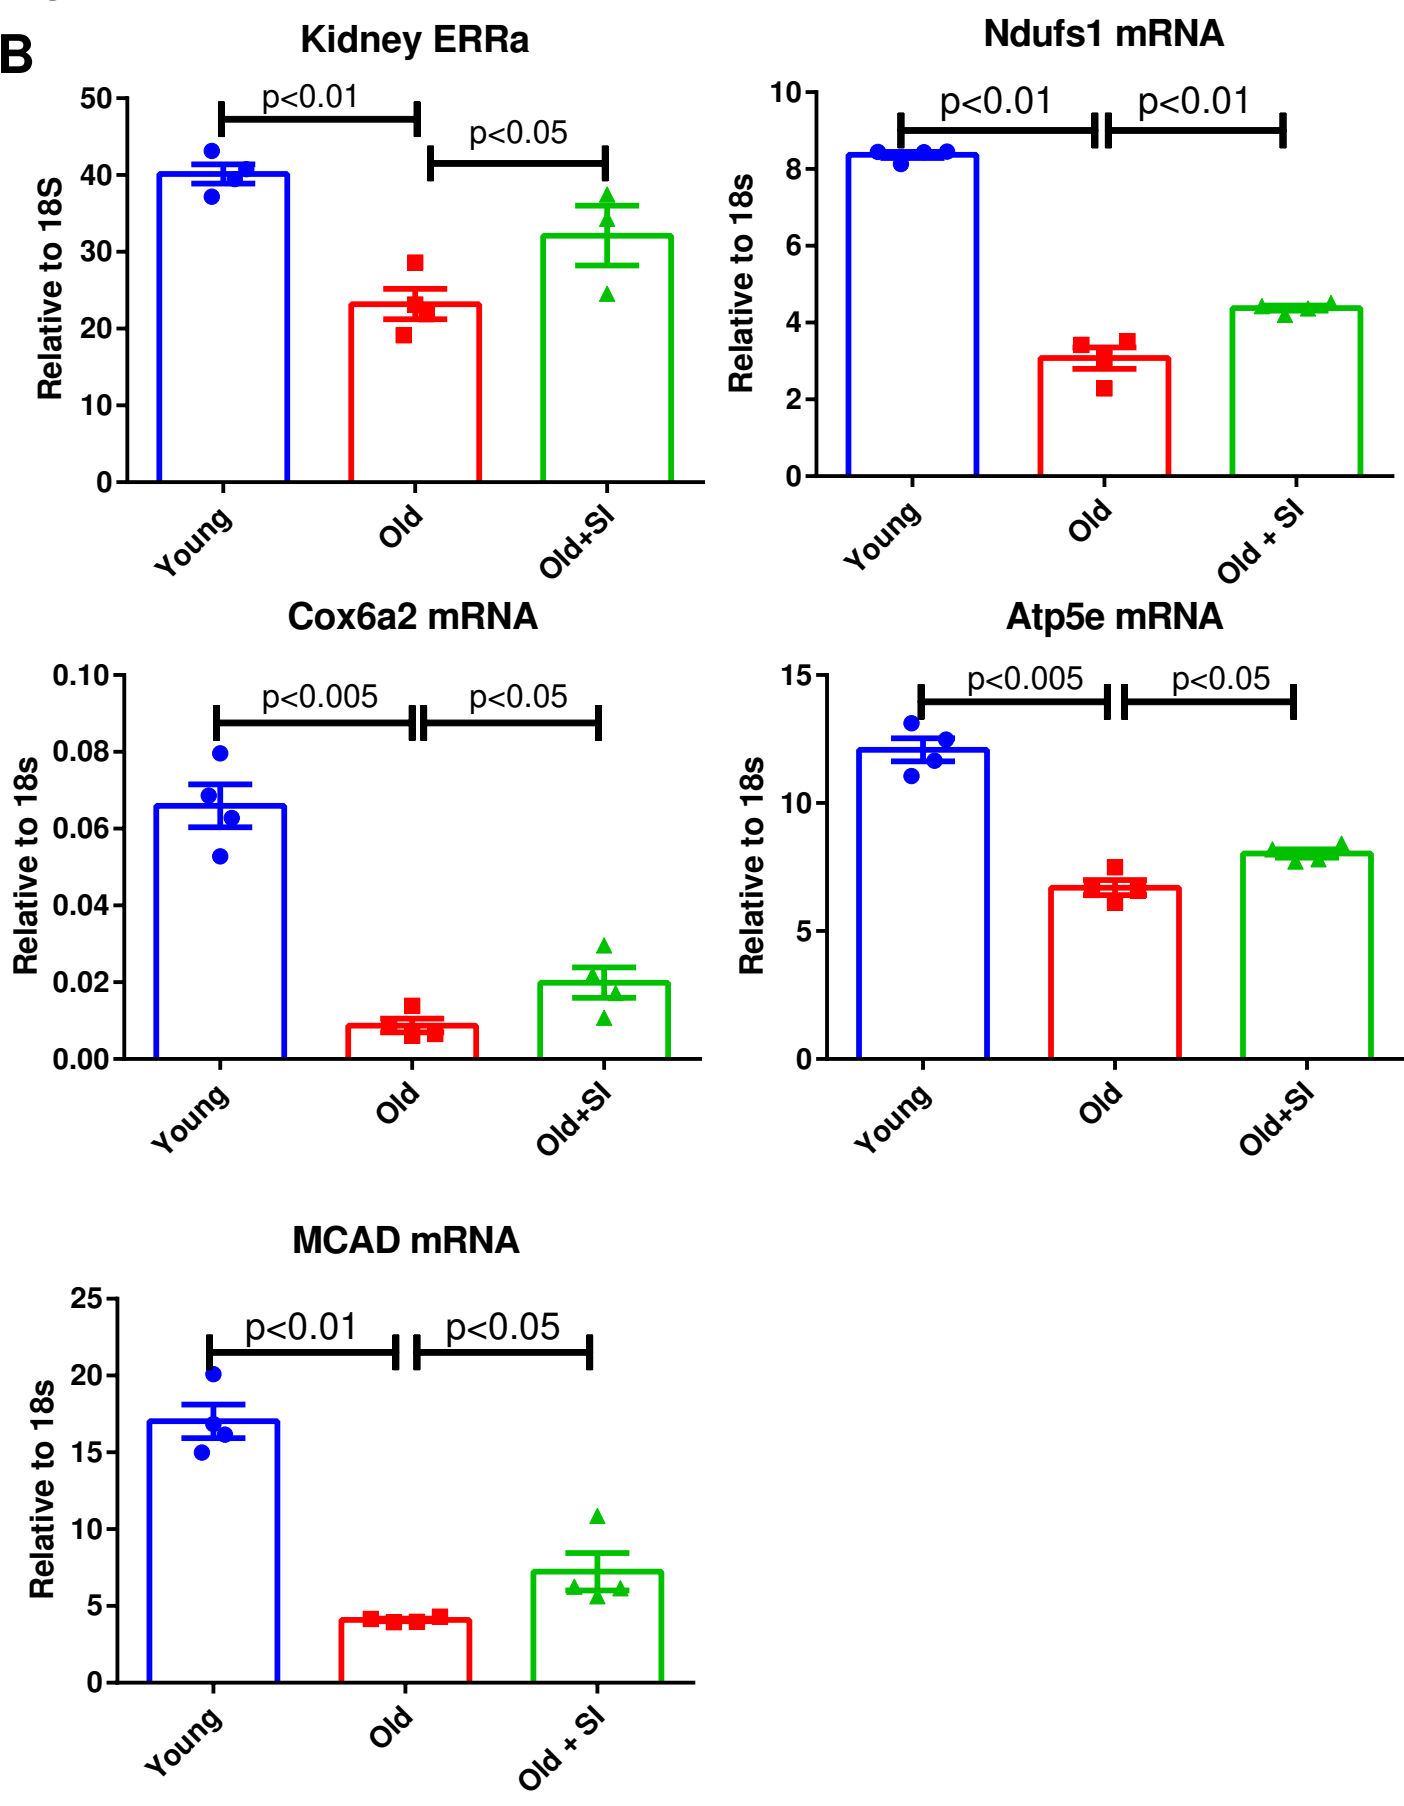 B
Kidney ERRa
p<0.01
p<0.05
Relative to 18S
50
40
30
20
10
0
Young
Old
Old+SI
Ndufs1 mRNA
p<0.01
p<0.01
Relative to 18s
10
8
6
4
2
0
Young
Old
Old + SI
Cox6a2 mRNA
p<0.005
p<0.05
Relative to 18s
0.10
0.08
0.06
0.04
0.02
0.00
Young
Old
Old+SI
Atp5e mRNA
p<0.005
p<0.05
Relative to 18s
15
10
5
0
Young
Old
Old+SI
MCAD mRNA
p<0.01
p<0.05
Relative to 18s
25
20
15
10
5
0
Young
Old
Old + SI